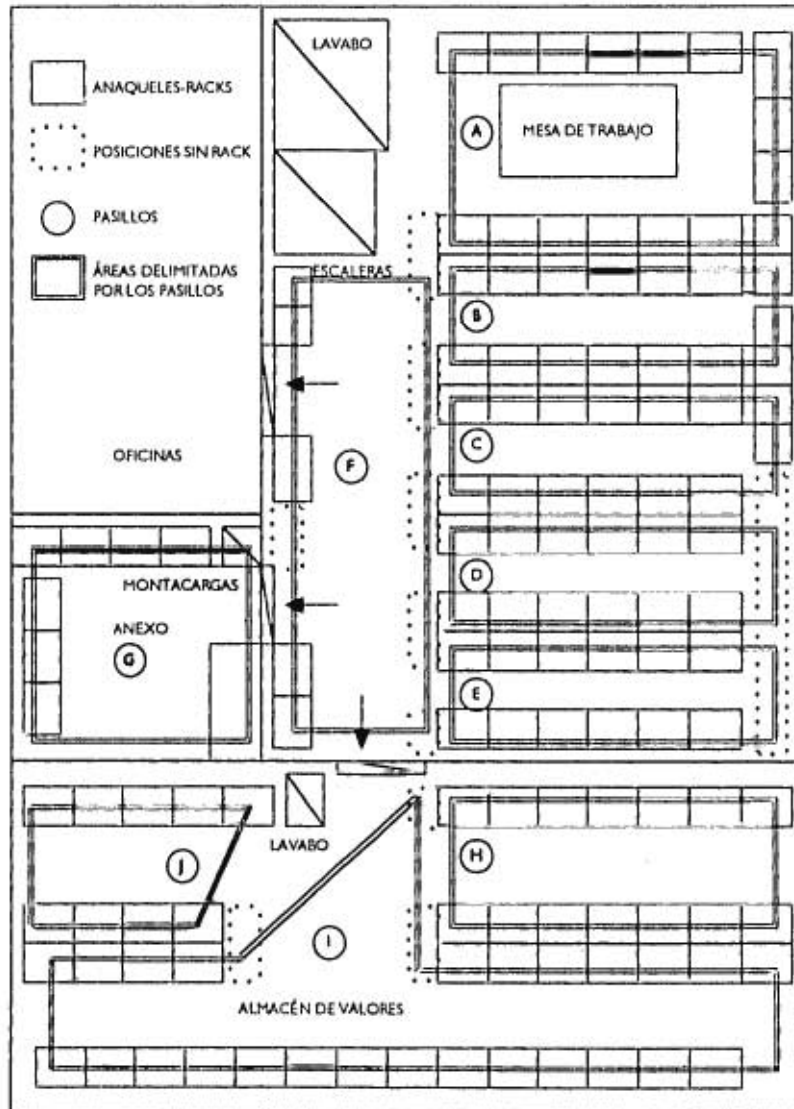 LAVABO
ANAQUELES-RACKS
A
MESA DE TRABAJO
POSICIONES SIN RACK
PASILLOS
ÁREAS DELIMITADAS
POR LOS PASILLOS
ESCALERAS
B
OFICINAS
F
C
MONTACARGAS
D
ANEXO
G
E
LAVABO
J
H
I
ALMACÉN DE VALORES